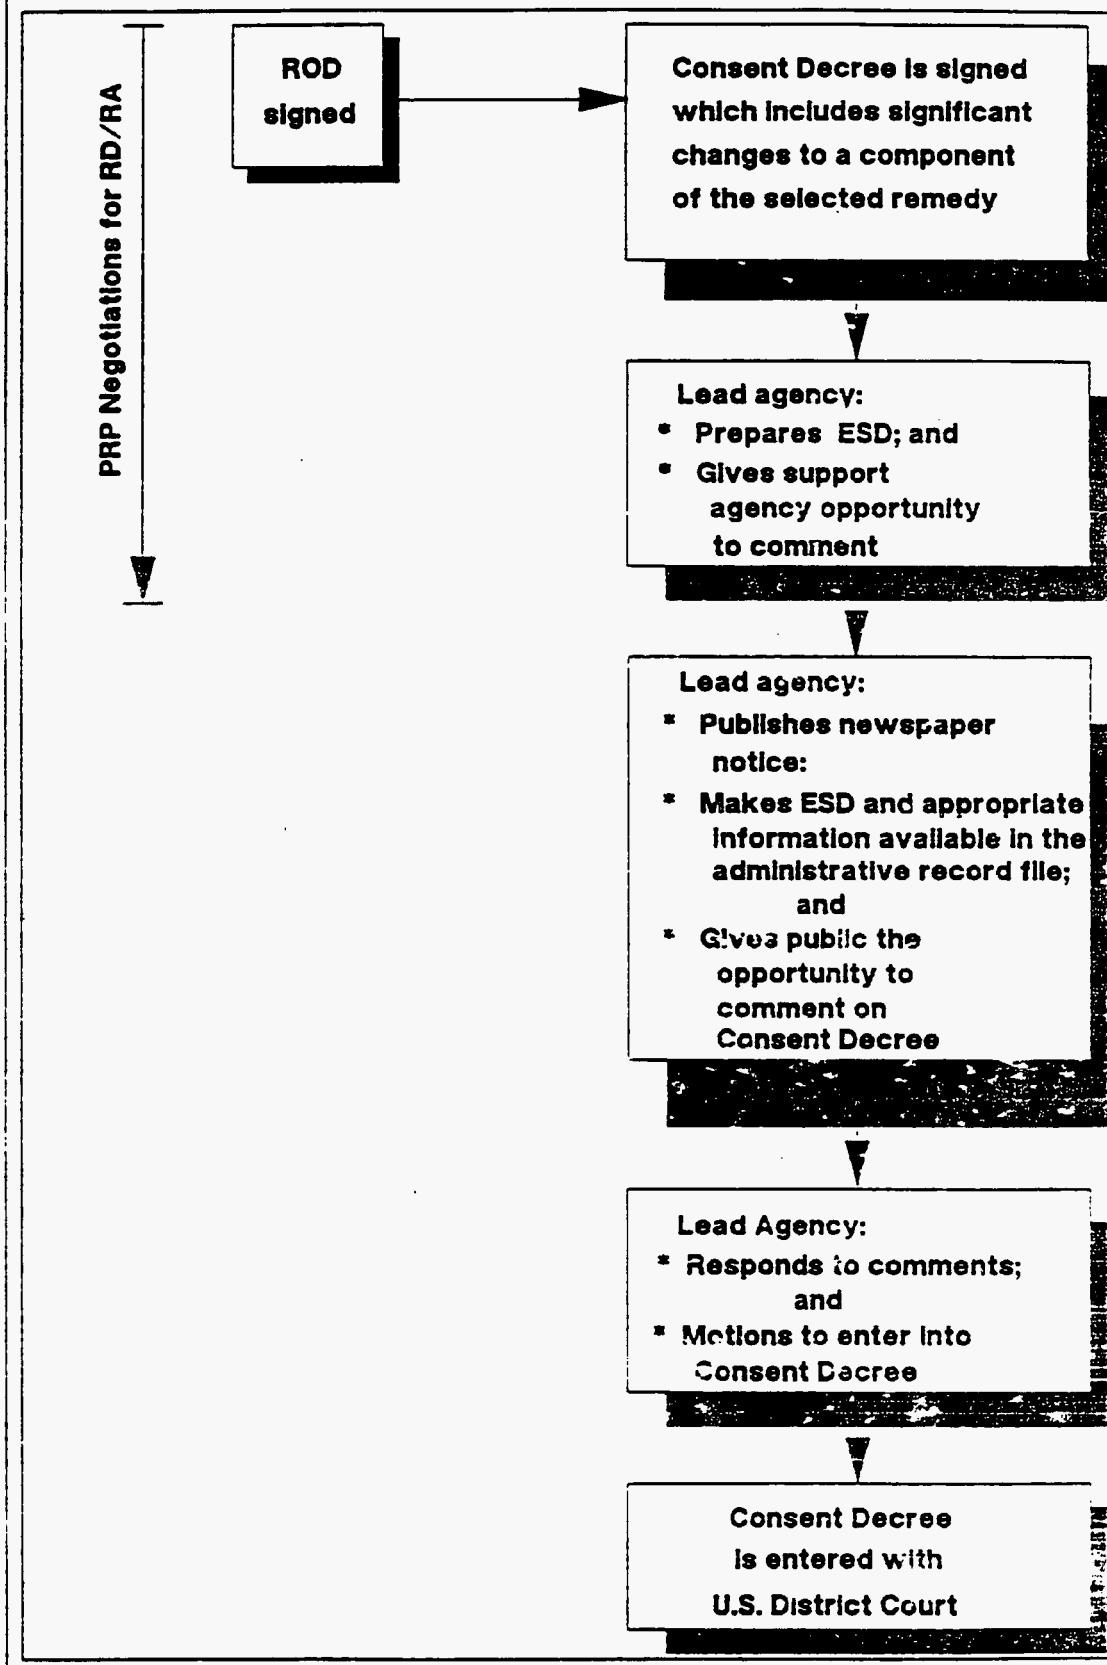 PRP Negotiations for RD/RA
ROD
signed
Consent Decree is signed
which includes significant
changes to a component
of the selected remedy
Lead agency:
* Prepares ESD; and
* Gives support
agency opportunity
to comment
Lead agency:
* Publishes newspaper
notice:
* Makes ESD and appropriate
information available in the
administrative record file;
and
* Gives public the
opportunity to
comment on
Consent Decree
Lead Agency:
* Responds to comments;
and
* Motions to enter into
Consent Decree
Consent Decree
is entered with
U.S. District Court